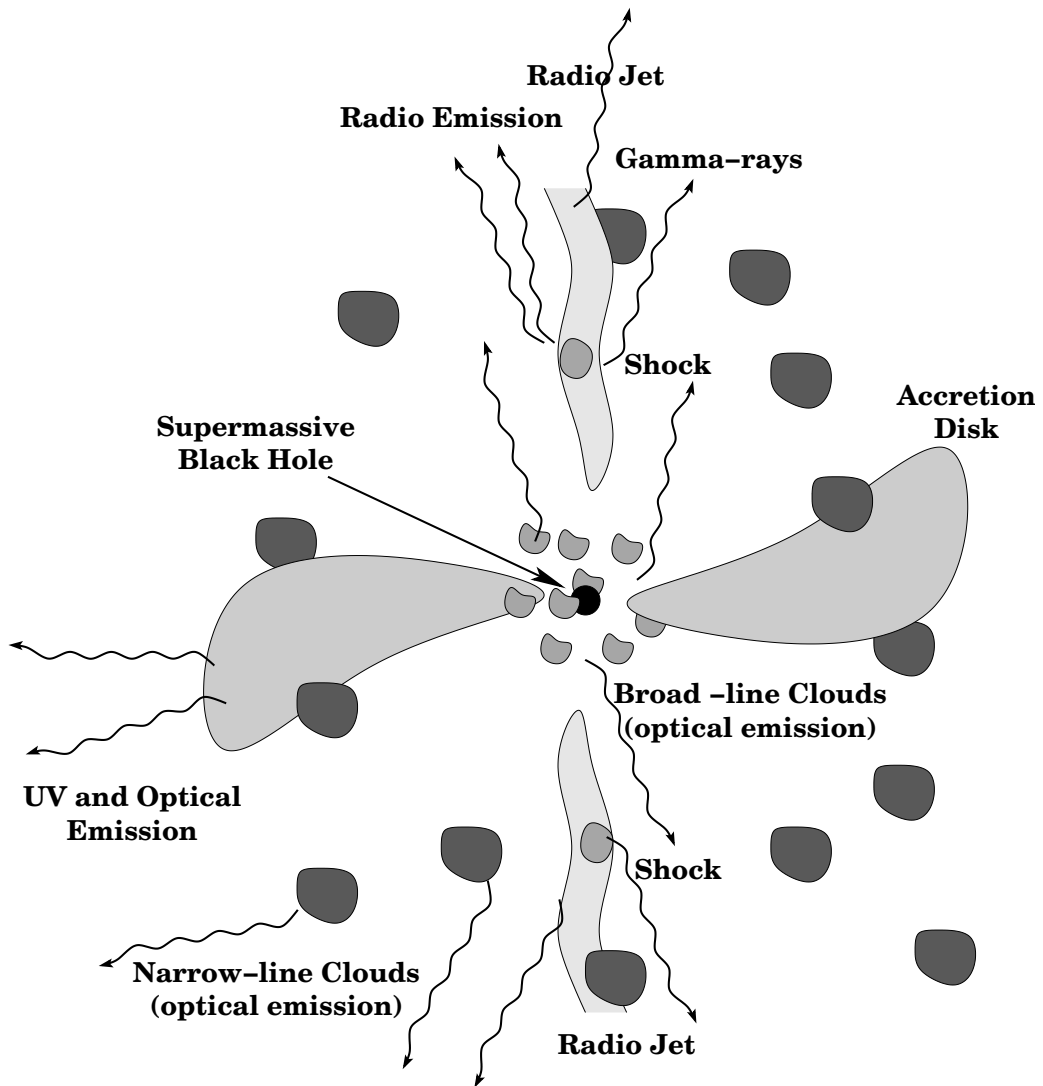 Radio Jet
Radio Emission
Gamma–rays
Shock
Accretion
Disk
Supermassive
Black Hole
Broad –line Clouds
(optical emission)
UV and Optical
Emission
Shock
Narrow–line Clouds
(optical emission)
Radio Jet